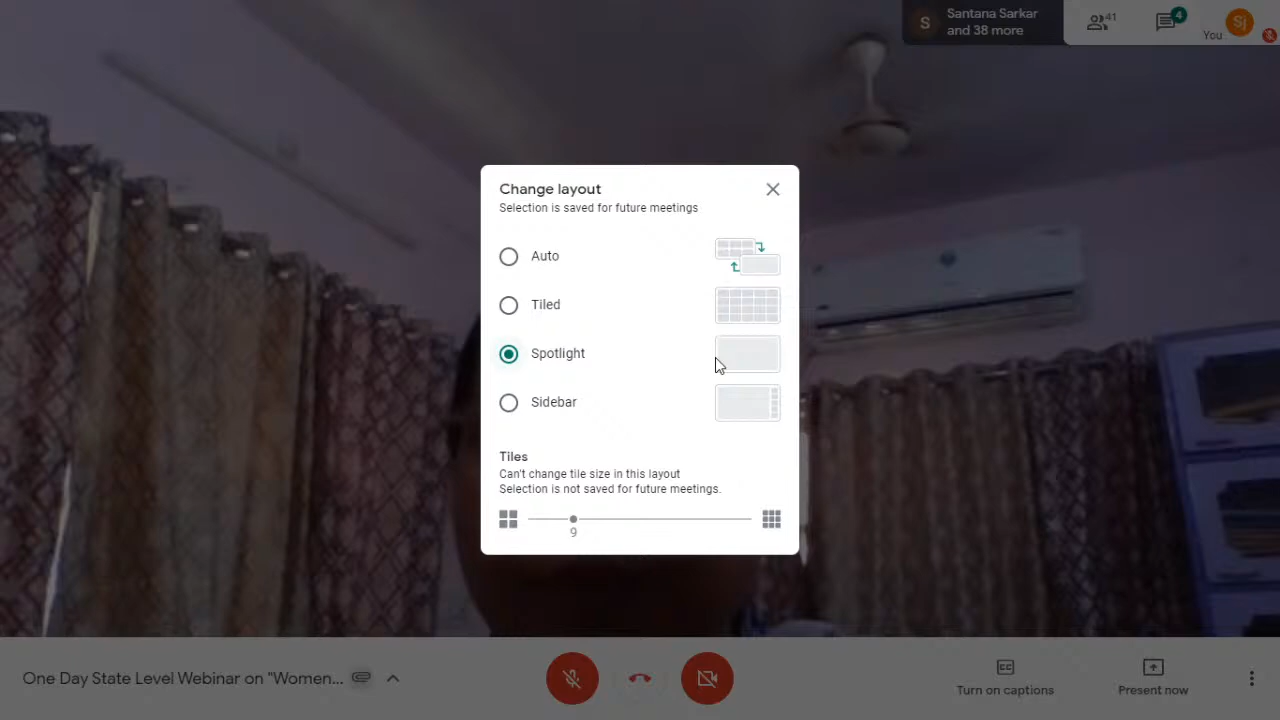 S
Santana Sarkar
and 38 more
41
4
You
Sj
Change layout
Selection is saved for future meetings
Auto
Tiled
Spotlight
Sidebar
Tiles
Can't change tile size in this layout
Selection is not saved for future meetings.
9
One Day State Level Webinar on "Women...
CC
Turn on captions
Present now